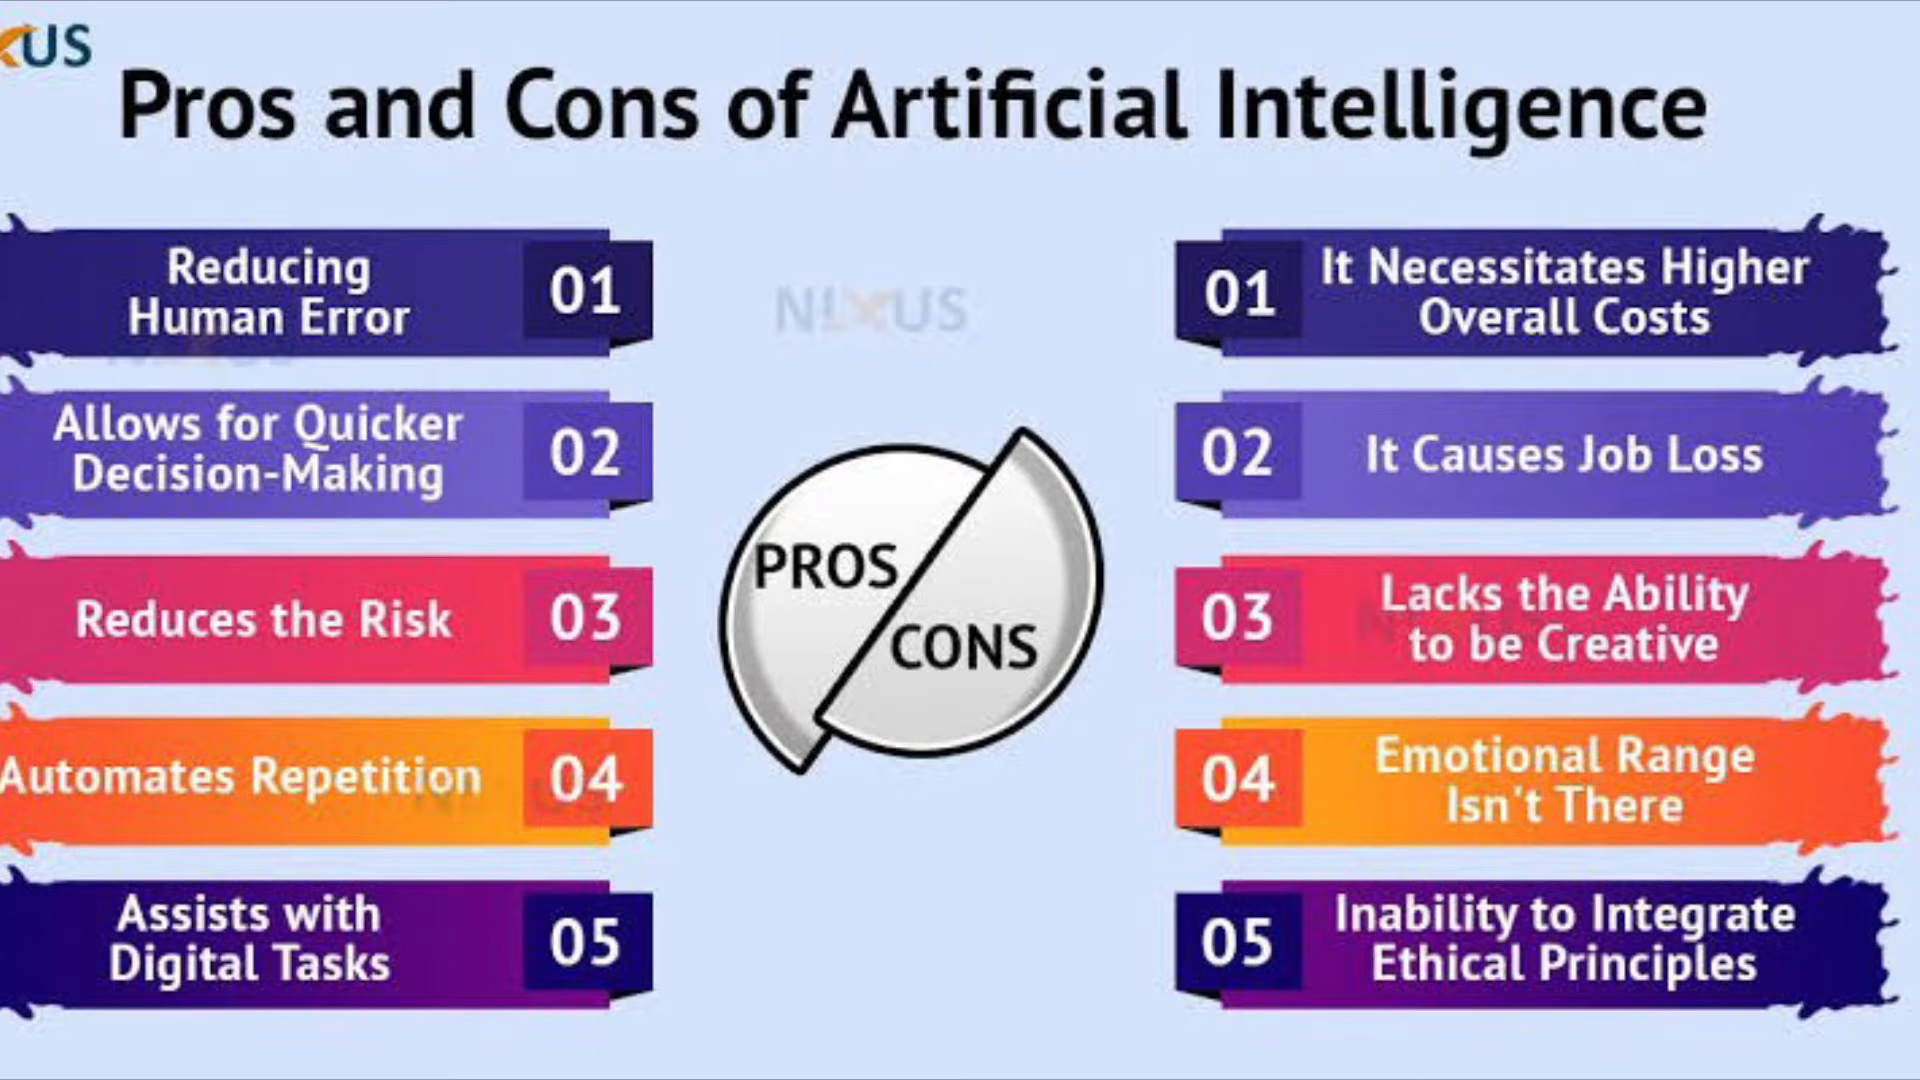 XUS
Pros and Cons of Artificial Intelligence
Reducing
Human Error
01
Allows for Quicker
Decision-Making
02
Reduces the Risk
03
Automates Repetition
04
Assists with
Digital Tasks
05
NIXUS
PROS
CONS
01
It Necessitates Higher
Overall Costs
02
It Causes Job Loss
03
Lacks the Ability
to be Creative
04
Emotional Range
Isn't There
05
Inability to Integrate
Ethical Principles